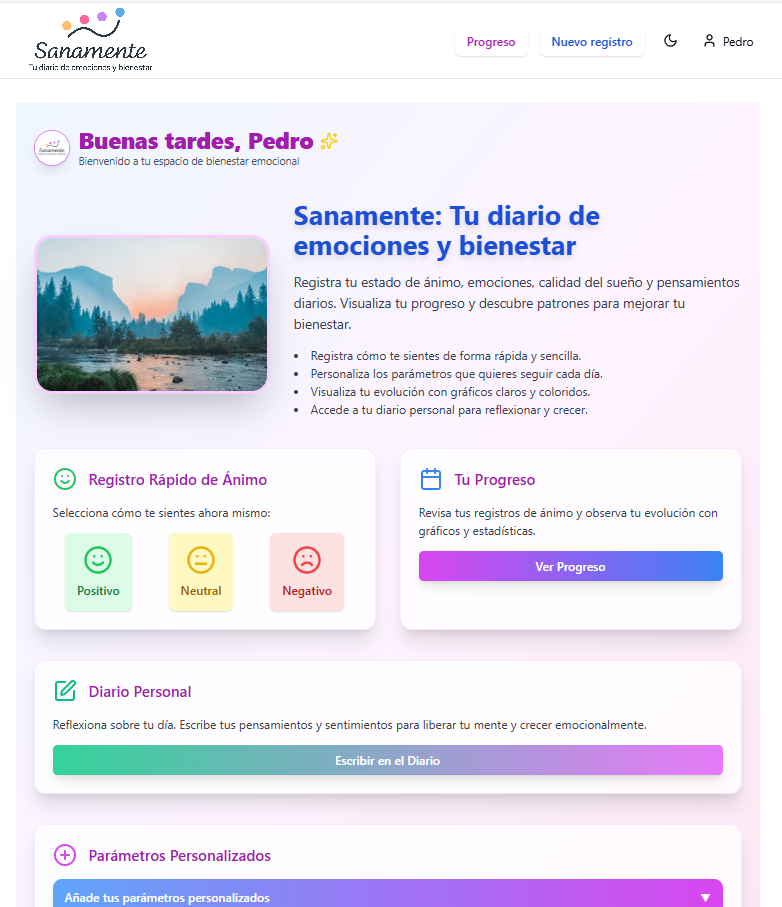 Sanamente
Tu diario de emociones y bienestar
Progreso
Nuevo registro
Pedro
Buenas tardes, Pedro
Bienvenido a tu espacio de bienestar emocional
Sanamente
Sanamente: Tu diario de
emociones y bienestar
Registra tu estado de ánimo, emociones, calidad del sueño y pensamientos
diarios. Visualiza tu progreso y descubre patrones para mejorar tu
bienestar.
Registra cómo te sientes de forma rápida y sencilla.
Personaliza los parámetros que quieres seguir cada día.
Visualiza tu evolución con gráficos claros y coloridos.
Accede a tu diario personal para reflexionar y crecer.
Registro Rápido de Ánimo
Selecciona cómo te sientes ahora mismo:
Positivo
Neutral
Negativo
Tu Progreso
Revisa tus registros de ánimo y observa tu evolución con
gráficos y estadísticas.
Ver Progreso
Diario Personal
Reflexiona sobre tu día. Escribe tus pensamientos y sentimientos para liberar tu mente y crecer emocionalmente.
Escribir en el Diario
Parámetros Personalizados
Añade tus parámetros personalizados